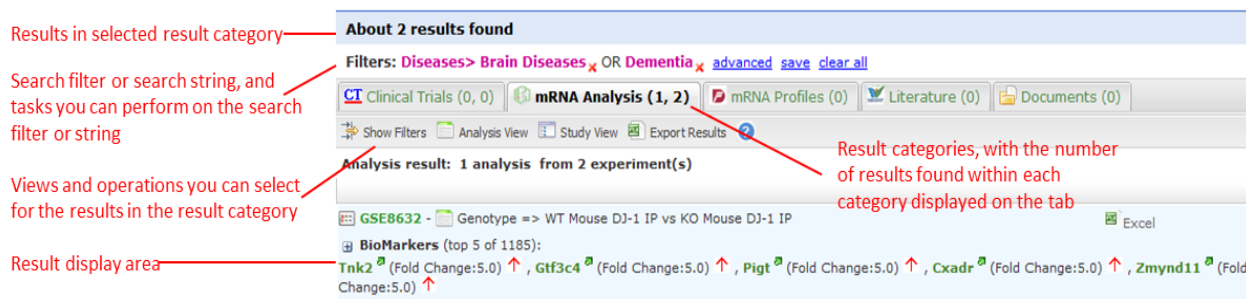 Results in selected result category
About 2 results found
Search filter or search string, and
tasks you can perform on the search
filter or string
Filters: Diseases> Brain Diseases x OR Dementia x advanced save clear all
CT Clinical Trials (0, 0) mRNA Analysis (1, 2) P mRNA Profiles (0) Literature (0) Documents (0)
Show Filters Analysis View Study View Export Results ?
Analysis result: 1 analysis from 2 experiment(s)
Result categories, with the number
of results found within each
category displayed on the tab
Views and operations you can select
for the results in the result category
GSE8632 - Genotype => WT Mouse DJ-1 IP vs KO Mouse DJ-1 IP Excel
BioMarkers (top 5 of 1185):
Result display area
Tnk2 (Fold Change:5.0) ↑ , Gtf3c4 (Fold Change:5.0) ↑ , Pigt (Fold Change:5.0) ↑ , Cxadr (Fold Change:5.0) ↑ , Zmynd11 (Fold
Change:5.0) ↑